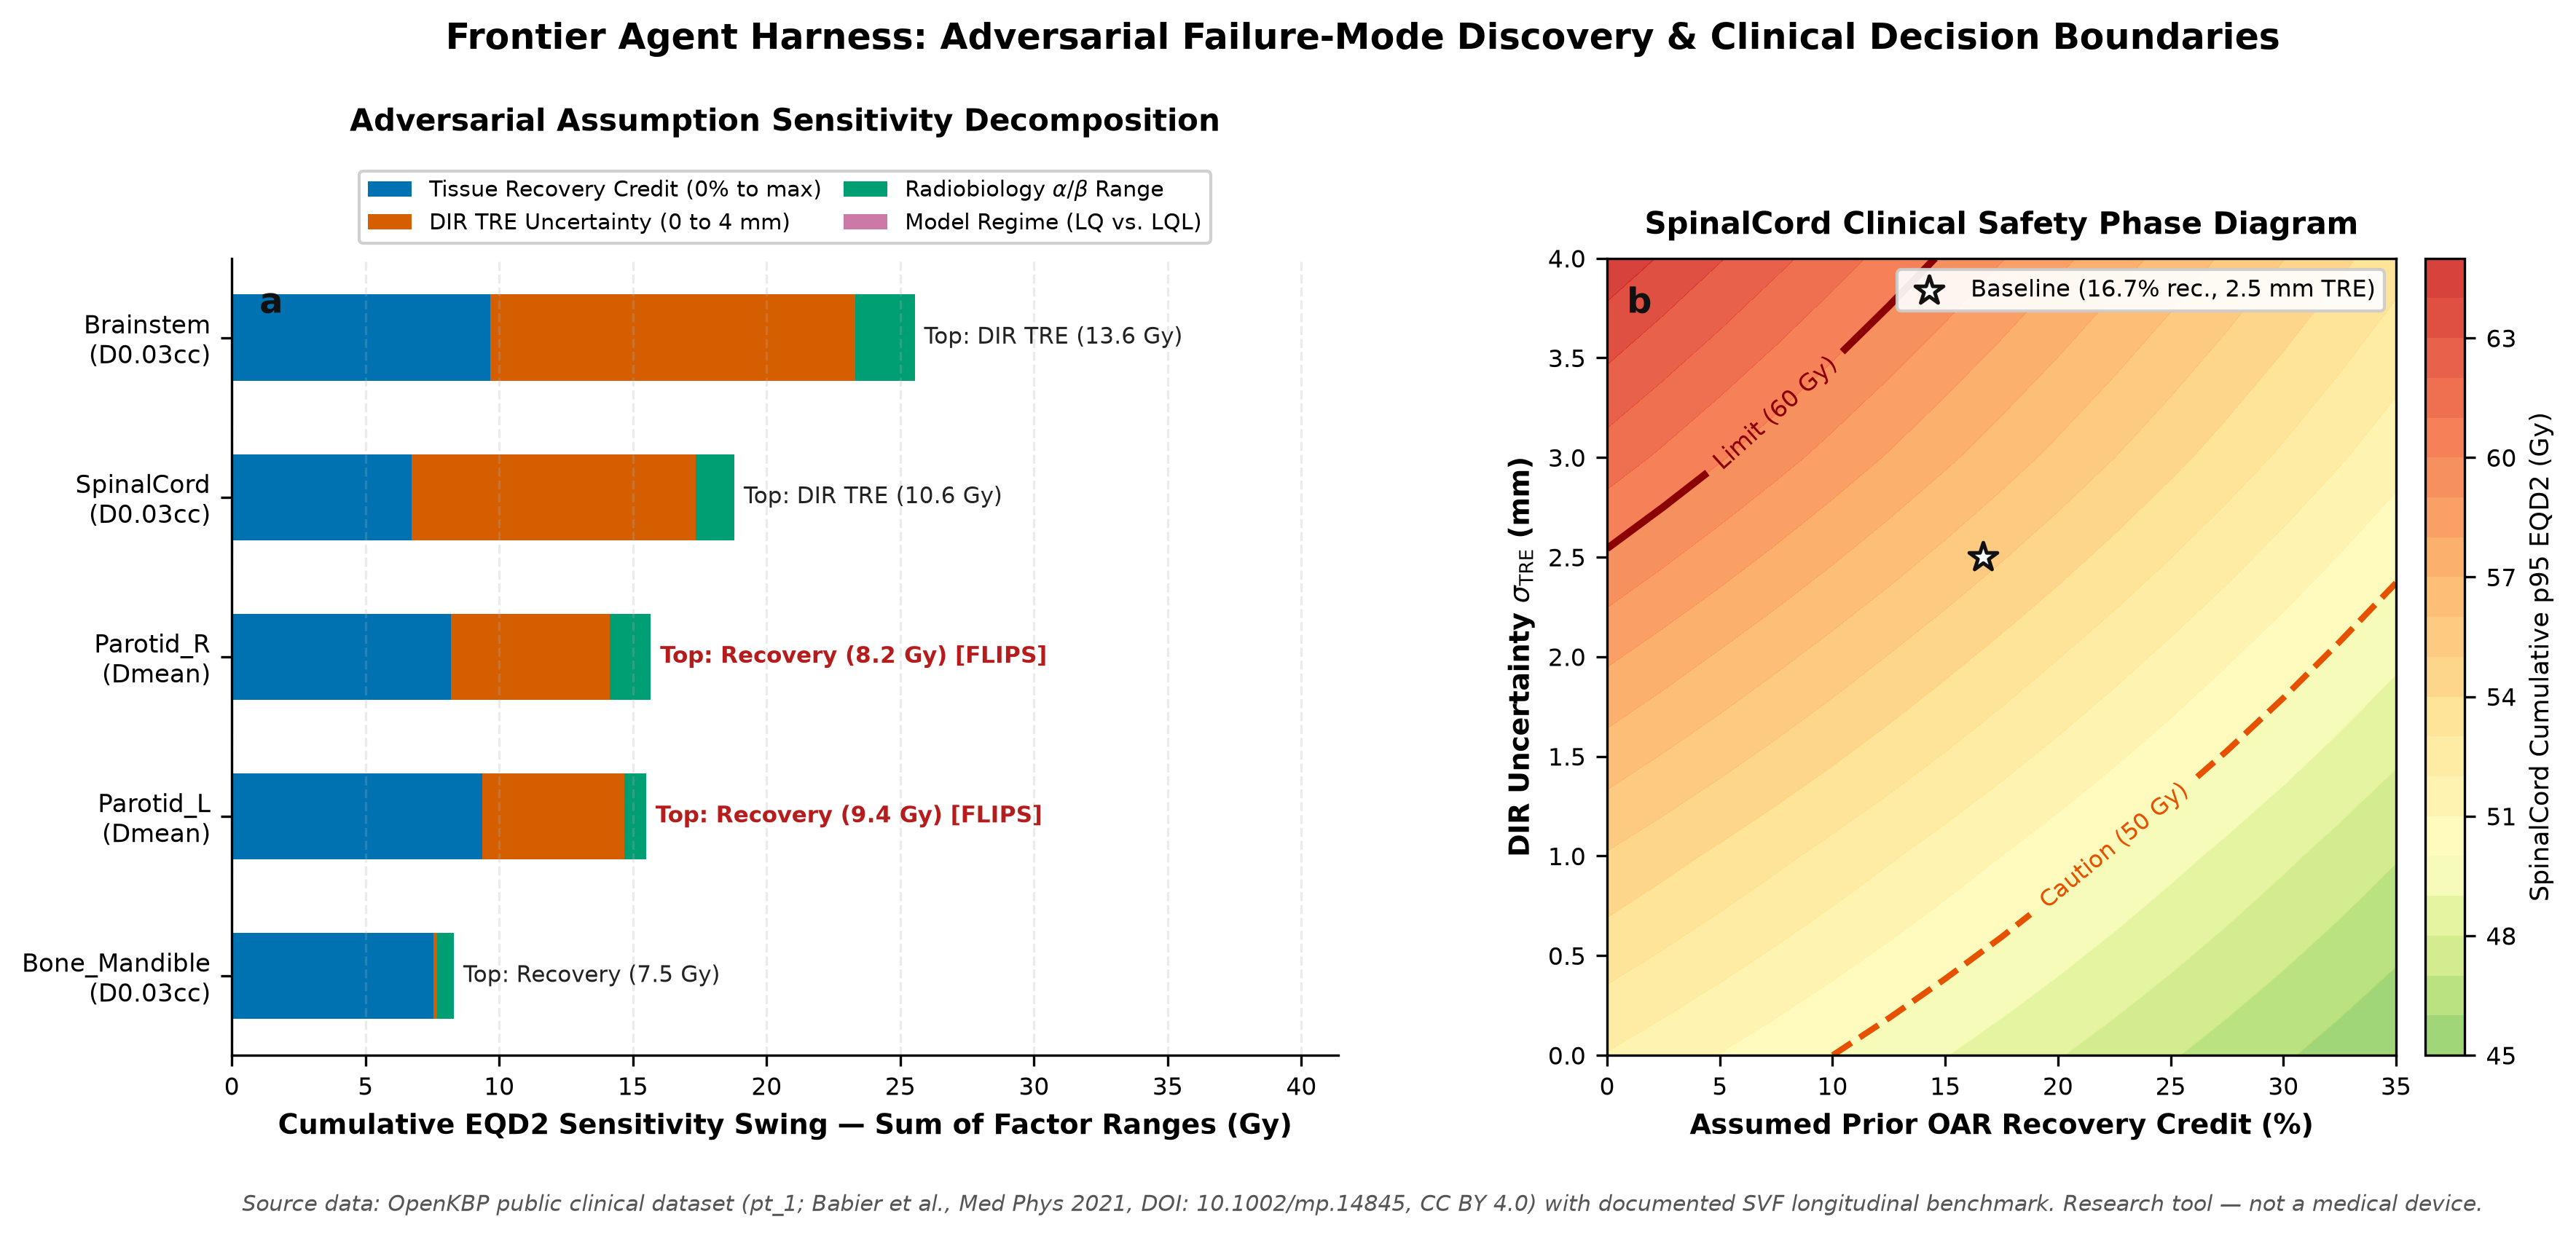 Frontier Agent Harness: Adversarial Failure-Mode Discovery & Clinical Decision Boundaries
Adversarial Assumption Sensitivity Decomposition
Tissue Recovery Credit (0% to max)
DIR TRE Uncertainty (0 to 4 mm)
Radiobiology α/β Range
Model Regime (LQ vs. LQL)
a
Brainstem
(D0.03cc)
Top: DIR TRE (13.6 Gy)
SpinalCord
(D0.03cc)
Top: DIR TRE (10.6 Gy)
Parotid_R
(Dmean)
Top: Recovery (8.2 Gy) [FLIPS]
Parotid_L
(Dmean)
Top: Recovery (9.4 Gy) [FLIPS]
Bone_Mandible
(D0.03cc)
Top: Recovery (7.5 Gy)
0 5 10 15 20 25 30 35 40
Cumulative EQD2 Sensitivity Swing — Sum of Factor Ranges (Gy)
SpinalCord Clinical Safety Phase Diagram
b
Baseline (16.7% rec., 2.5 mm TRE)
Limit (60 Gy)
Caution (50 Gy)
DIR Uncertainty σTRE (mm)
4.0
3.5
3.0
2.5
2.0
1.5
1.0
0.5
0.0
0 5 10 15 20 25 30 35
Assumed Prior OAR Recovery Credit (%)
63
60
57
54
51
48
45
SpinalCord Cumulative p95 EQD2 (Gy)
Source data: OpenKBP public clinical dataset (pt_1; Babier et al., Med Phys 2021, DOI: 10.1002/mp.14845, CC BY 4.0) with documented SVF longitudinal benchmark. Research tool — not a medical device.